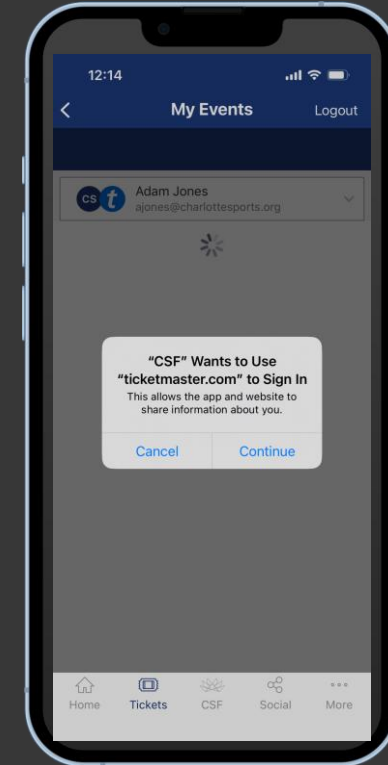 12:14
My Events
Logout
CS t
Adam Jones
ajones@charlottesports.org
“CSF” Wants to Use
“ticketmaster.com” to Sign In
This allows the app and website to
share information about you.
Cancel
Continue
Home
Tickets
CSF
Social
More